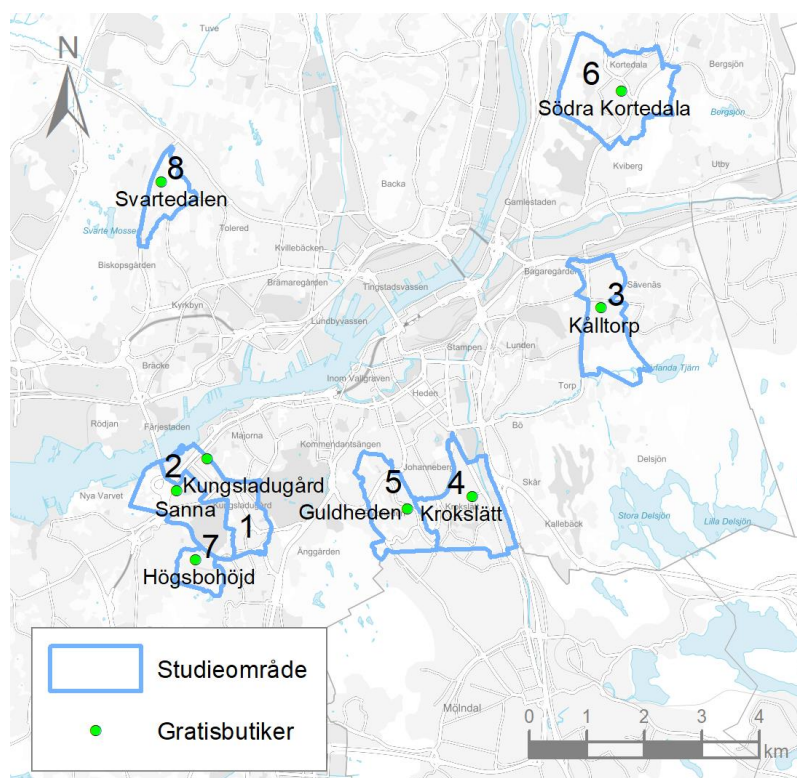 Tuve
N
6
Kortedala
Bergsjön
Södra Kortedala
Bergsjön
8
Svartedalen
Backa
Kviberg
Utby
Gamlestaden
Svarte Mosse
Tolered
Kvillebäcken
Biskopsgården
Brämaregården
Tingstadsvassen
Bagaregården
Sävenäs
3
Kålltorp
Kyrkbyn
Lundbyvassen
Stampen
Lunden
Bräcke
Inom Vallgraven
Heden
Torp
Rödjan
Färjestaden
Majorna
Kommendantsängen
Bö
2
Kungsladugård
Johanneberg
Delsjön
Nya Varvet
5
4
Skår
Sanna
Kungsladugård
Guldheden
Krokslätt
Kallebäck
Stora Delsjön
Lilla Delsjön
1
7
Änggården
Högsbohöjd
Studieområde
Gratisbutiker
Mölndal
0 1 2 3 4
km